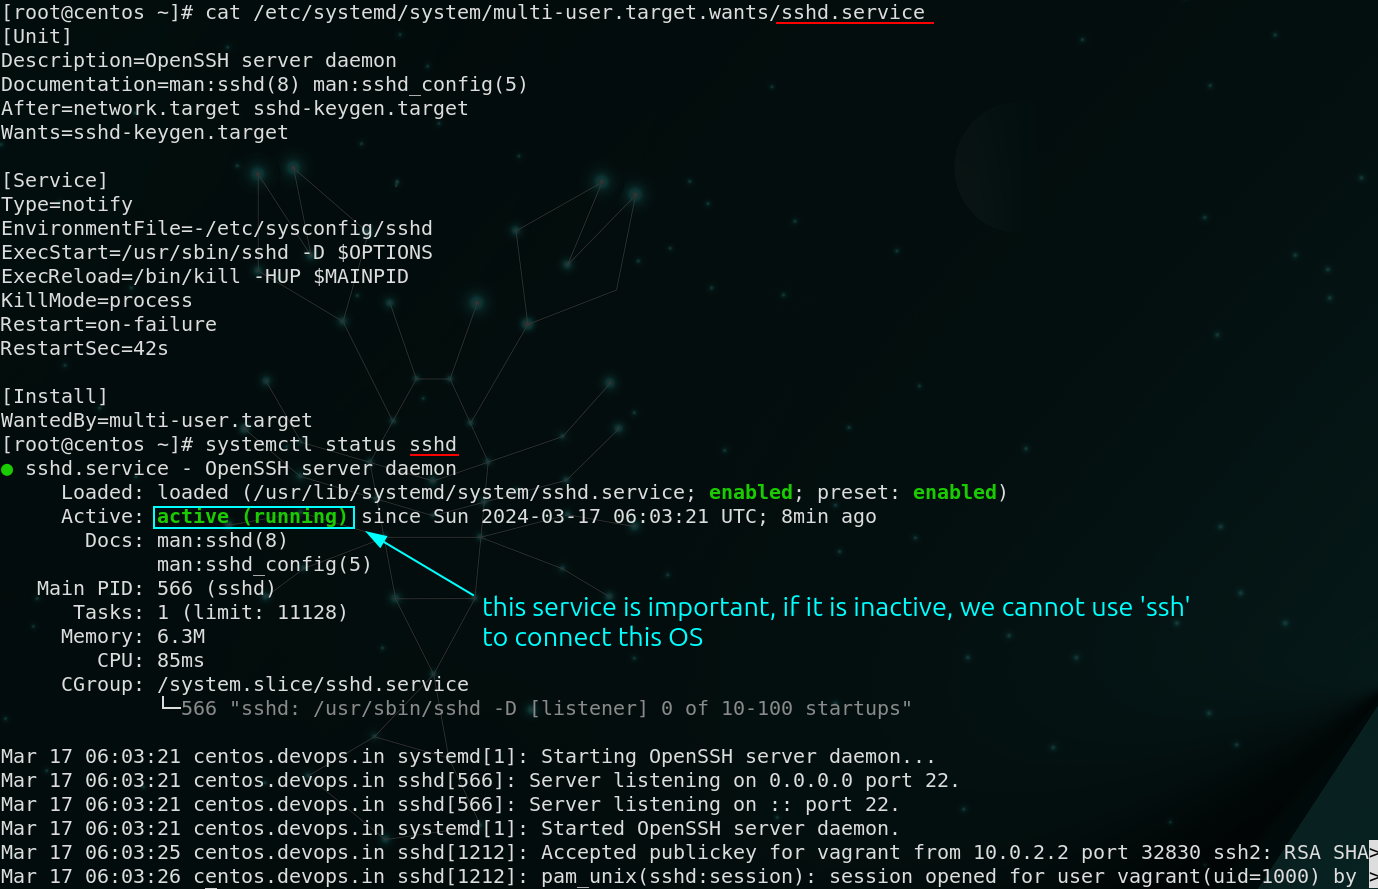 [root@centos ~]# cat /etc/systemd/system/multi-user.target.wants/sshd.service
[Unit]
Description=OpenSSH server daemon
Documentation=man:sshd(8) man:sshd_config(5)
After=network.target sshd-keygen.target
Wants=sshd-keygen.target

[Service]
Type=notify
EnvironmentFile=-/etc/sysconfig/sshd
ExecStart=/usr/sbin/sshd -D $OPTIONS
ExecReload=/bin/kill -HUP $MAINPID
KillMode=process
Restart=on-failure
RestartSec=42s

[Install]
WantedBy=multi-user.target
[root@centos ~]# systemctl status sshd
● sshd.service - OpenSSH server daemon
     Loaded: loaded (/usr/lib/systemd/system/sshd.service; enabled; preset: enabled)
     Active: active (running) since Sun 2024-03-17 06:03:21 UTC; 8min ago
       Docs: man:sshd(8)
             man:sshd_config(5)
   Main PID: 566 (sshd)
this service is important, if it is inactive, we cannot use 'ssh'
      Tasks: 1 (limit: 11128)
     Memory: 6.3M
to connect this OS
        CPU: 85ms
     CGroup: /system.slice/sshd.service
             └─566 "sshd: /usr/sbin/sshd -D [listener] 0 of 10-100 startups"

Mar 17 06:03:21 centos.devops.in systemd[1]: Starting OpenSSH server daemon...
Mar 17 06:03:21 centos.devops.in sshd[566]: Server listening on 0.0.0.0 port 22.
Mar 17 06:03:21 centos.devops.in sshd[566]: Server listening on :: port 22.
Mar 17 06:03:21 centos.devops.in systemd[1]: Started OpenSSH server daemon.
Mar 17 06:03:25 centos.devops.in sshd[1212]: Accepted publickey for vagrant from 10.0.2.2 port 32830 ssh2: RSA SHA>
Mar 17 06:03:26 centos.devops.in sshd[1212]: pam_unix(sshd:session): session opened for user vagrant(uid=1000) by (>